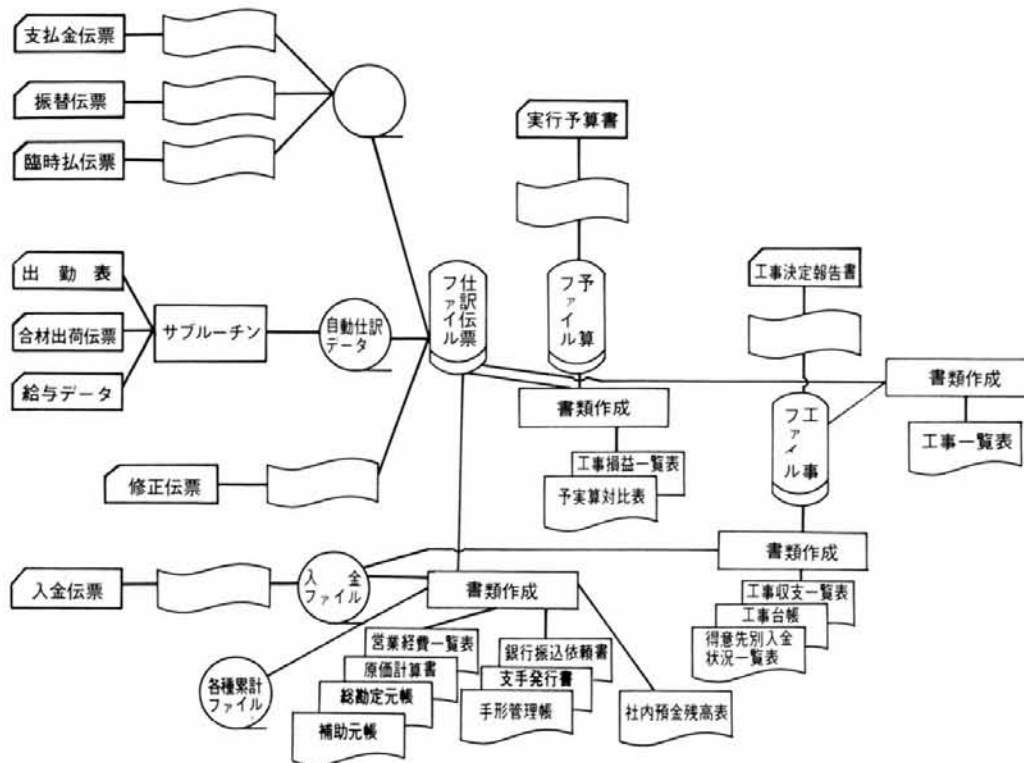 支払金伝票
振替伝票
臨時払伝票
実行予算書
出勤表
合材出荷伝票
給与データ
サブルーチン
自動仕訳
データ
仕訳伝票
ファイル
予算
ファイル
工事決定報告書
書類作成
工事一覧表
書類作成
工事損益一覧表
予実算対比表
工事
ファイル
修正伝票
書類作成
工事収支一覧表
工事台帳
得意先別入金
状況一覧表
入金伝票
入金
ファイル
書類作成
各種累計
ファイル
営業経費一覧表
原価計算書
総勘定元帳
補助元帳
銀行振込依頼書
支手発行書
手形管理帳
社内預金残高表